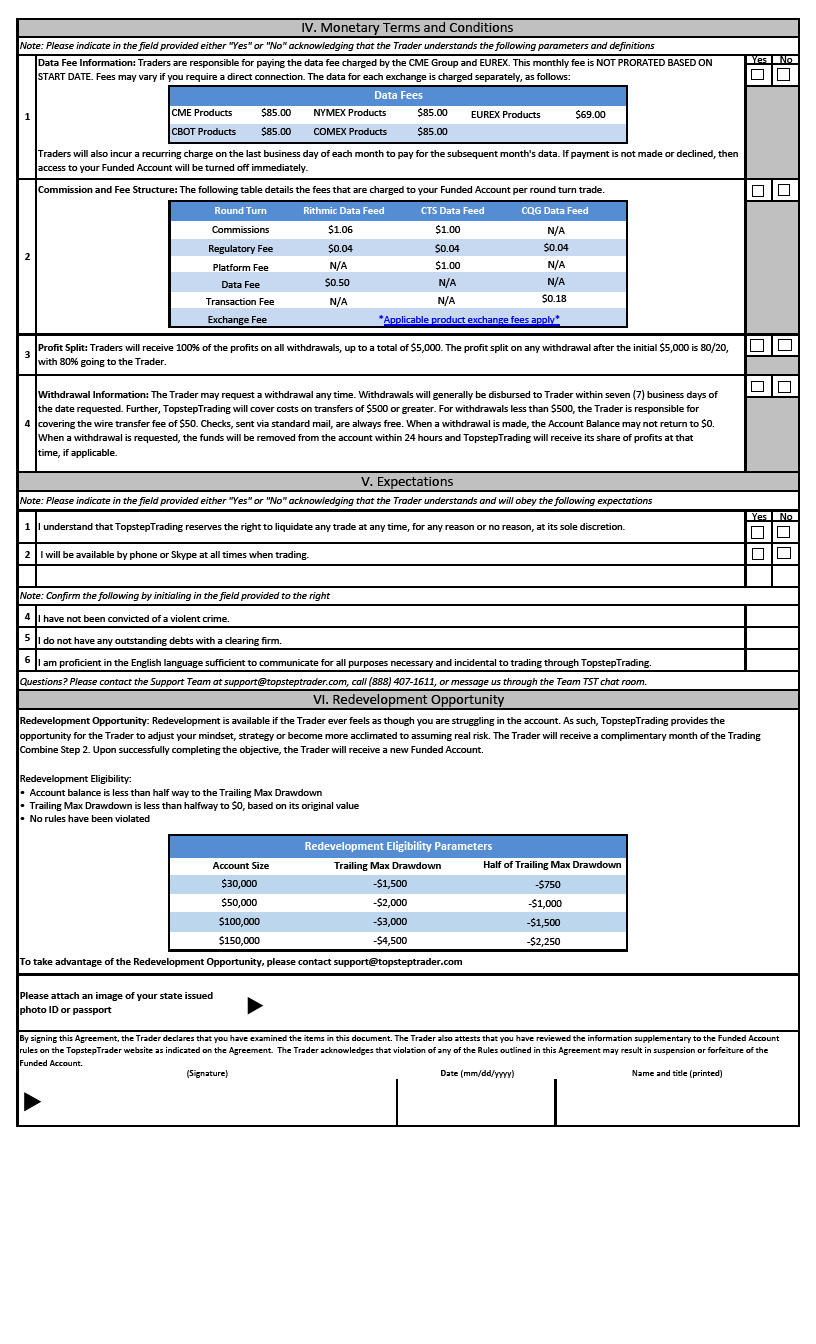 IV. Monetary Terms and Conditions
Note: Please indicate in the field provided either "Yes" or "No" acknowledging that the Trader understands the following parameters and definitions
Yes No
1
Data Fee Information: Traders are responsible for paying the data fee charged by the CME Group and EUREX. This monthly fee is NOT PRORATED BASED ON
START DATE. Fees may vary if you require a direct connection. The data for each exchange is charged separately, as follows:
Data Fees
CME Products $85.00 NYMEX Products $85.00 EUREX Products $69.00
CBOT Products $85.00 COMEX Products $85.00
Traders will also incur a recurring charge on the last business day of each month to pay for the subsequent month's data. If payment is not made or declined, then
access to your Funded Account will be turned off immediately.
2
Commission and Fee Structure: The following table details the fees that are charged to your Funded Account per round turn trade.
Round Turn Rithmic Data Feed CTS Data Feed CQG Data Feed
Commissions $1.06 $1.00 N/A
Regulatory Fee $0.04 $0.04 $0.04
Platform Fee N/A $1.00 N/A
Data Fee $0.50 N/A N/A
Transaction Fee N/A N/A $0.18
Exchange Fee *Applicable product exchange fees apply*
3
Profit Split: Traders will receive 100% of the profits on all withdrawals, up to a total of $5,000. The profit split on any withdrawal after the initial $5,000 is 80/20,
with 80% going to the Trader.
4
Withdrawal Information: The Trader may request a withdrawal any time. Withdrawals will generally be disbursed to Trader within seven (7) business days of
the date requested. Further, TopstepTrading will cover costs on transfers of $500 or greater. For withdrawals less than $500, the Trader is responsible for
covering the wire transfer fee of $50. Checks, sent via standard mail, are always free. When a withdrawal is made, the Account Balance may not return to $0.
When a withdrawal is requested, the funds will be removed from the account within 24 hours and TopstepTrading will receive its share of profits at that
time, if applicable.
V. Expectations
Note: Please indicate in the field provided either "Yes" or "No" acknowledging that the Trader understands and will obey the following expectations
Yes No
1 I understand that TopstepTrading reserves the right to liquidate any trade at any time, for any reason or no reason, at its sole discretion.
2 I will be available by phone or Skype at all times when trading.
Note: Confirm the following by initialing in the field provided to the right
4 I have not been convicted of a violent crime.
5 I do not have any outstanding debts with a clearing firm.
6 I am proficient in the English language sufficient to communicate for all purposes necessary and incidental to trading through TopstepTrading.
Questions? Please contact the Support Team at support@topsteptrader.com, call (888) 407-1611, or message us through the Team TST chat room.
VI. Redevelopment Opportunity
Redevelopment Opportunity: Redevelopment is available if the Trader ever feels as though you are struggling in the account. As such, TopstepTrading provides the
opportunity for the Trader to adjust your mindset, strategy or become more acclimated to assuming real risk. The Trader will receive a complimentary month of the Trading
Combine Step 2. Upon successfully completing the objective, the Trader will receive a new Funded Account.
Redevelopment Eligibility:
• Account balance is less than half way to the Trailing Max Drawdown
• Trailing Max Drawdown is less than halfway to $0, based on its original value
• No rules have been violated
Redevelopment Eligibility Parameters
Account Size Trailing Max Drawdown Half of Trailing Max Drawdown
$30,000 -$1,500 -$750
$50,000 -$2,000 -$1,000
$100,000 -$3,000 -$1,500
$150,000 -$4,500 -$2,250
To take advantage of the Redevelopment Opportunity, please contact support@topsteptrader.com
Please attach an image of your state issued
photo ID or passport
By signing this Agreement, the Trader declares that you have examined the items in this document. The Trader also attests that you have reviewed the information supplementary to the Funded Account
rules on the TopstepTrader website as indicated on the Agreement. The Trader acknowledges that violation of any of the Rules outlined in this Agreement may result in suspension or forfeiture of the
Funded Account.
(Signature) Date (mm/dd/yyyy) Name and title (printed)